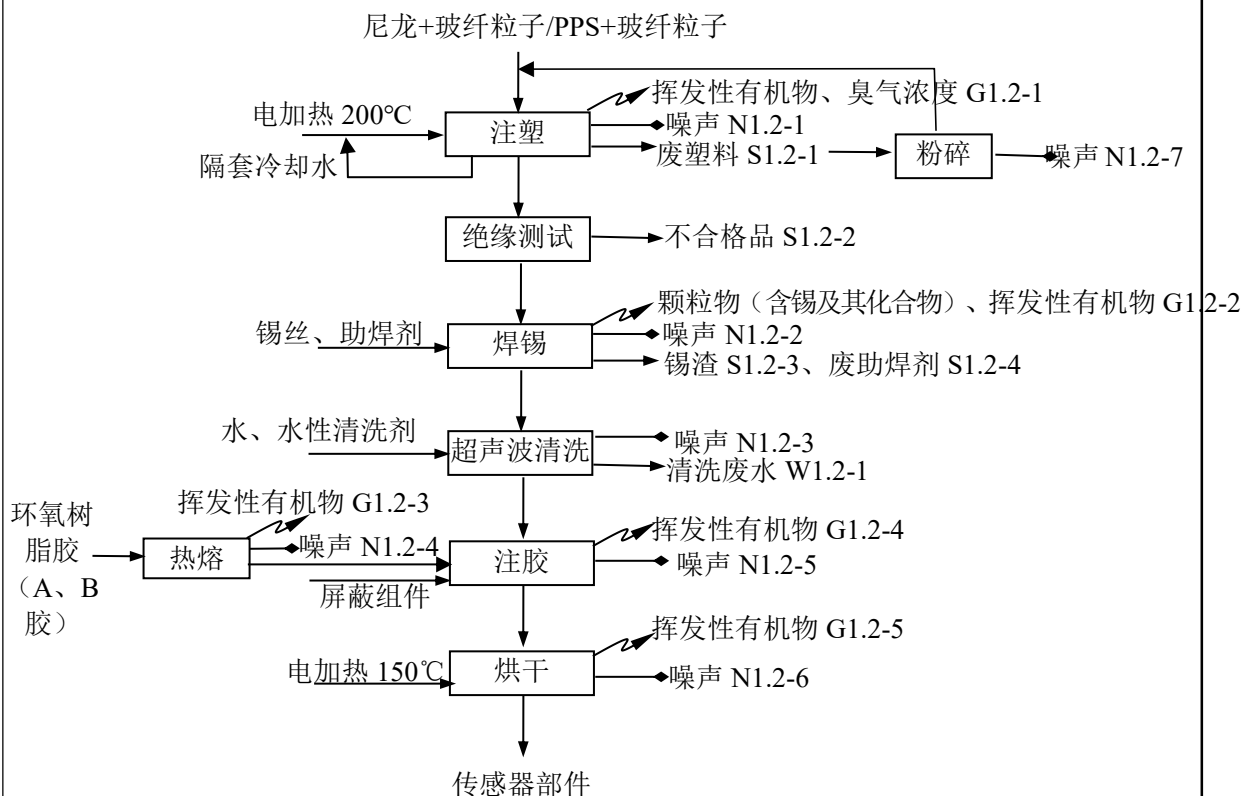 尼龙+玻纤粒子/PPS+玻纤粒子
挥发性有机物、臭气浓度 G1.2-1
电加热 200℃
注塑
噪声 N1.2-1
废塑料 S1.2-1
粉碎
噪声 N1.2-7
隔套冷却水
绝缘测试
不合格品 S1.2-2
颗粒物（含锡及其化合物）、挥发性有机物 G1.2-2
锡丝、助焊剂
焊锡
噪声 N1.2-2
锡渣 S1.2-3、废助焊剂 S1.2-4
水、水性清洗剂
超声波清洗
噪声 N1.2-3
清洗废水 W1.2-1
环氧树
脂胶
（A、B
胶）
挥发性有机物 G1.2-3
热熔
噪声 N1.2-4
屏蔽组件
注胶
挥发性有机物 G1.2-4
噪声 N1.2-5
电加热 150℃
烘干
挥发性有机物 G1.2-5
噪声 N1.2-6
传感器部件